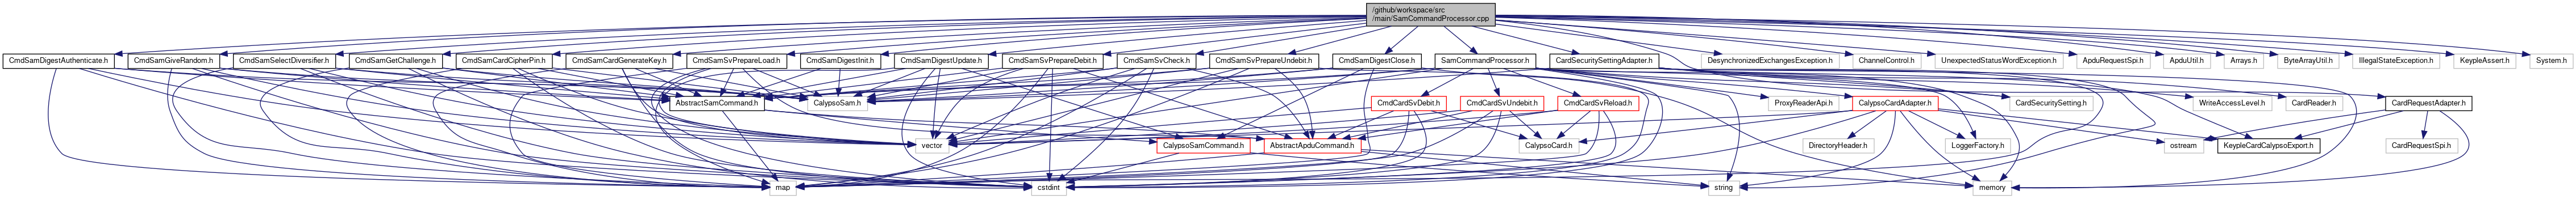 /github/workspace/src
/main/SamCommandProcessor.cpp
CmdSamDigestAuthenticate.h
CmdSamGiveRandom.h
CmdSamSelectDiversifier.h
CmdSamGetChallenge.h
CmdSamCardCipherPin.h
CmdSamCardGenerateKey.h
CmdSamSvPrepareLoad.h
CmdSamDigestInit.h
CmdSamDigestUpdate.h
CmdSamSvPrepareDebit.h
CmdSamSvCheck.h
CmdSamSvPrepareUndebit.h
CmdSamDigestClose.h
SamCommandProcessor.h
CardSecuritySettingAdapter.h
DesynchronizedExchangesException.h
ChannelControl.h
UnexpectedStatusWordException.h
ApduRequestSpi.h
ApduUtil.h
Arrays.h
ByteArrayUtil.h
IllegalStateException.h
KeypleAssert.h
System.h
AbstractSamCommand.h
CalypsoSam.h
CmdCardSvDebit.h
CmdCardSvUndebit.h
CmdCardSvReload.h
ProxyReaderApi.h
CalypsoCardAdapter.h
CardSecuritySetting.h
WriteAccessLevel.h
CardReader.h
CardRequestAdapter.h
vector
CalypsoSamCommand.h
AbstractApduCommand.h
CalypsoCard.h
DirectoryHeader.h
LoggerFactory.h
ostream
KeypleCardCalypsoExport.h
CardRequestSpi.h
map
cstdint
string
memory